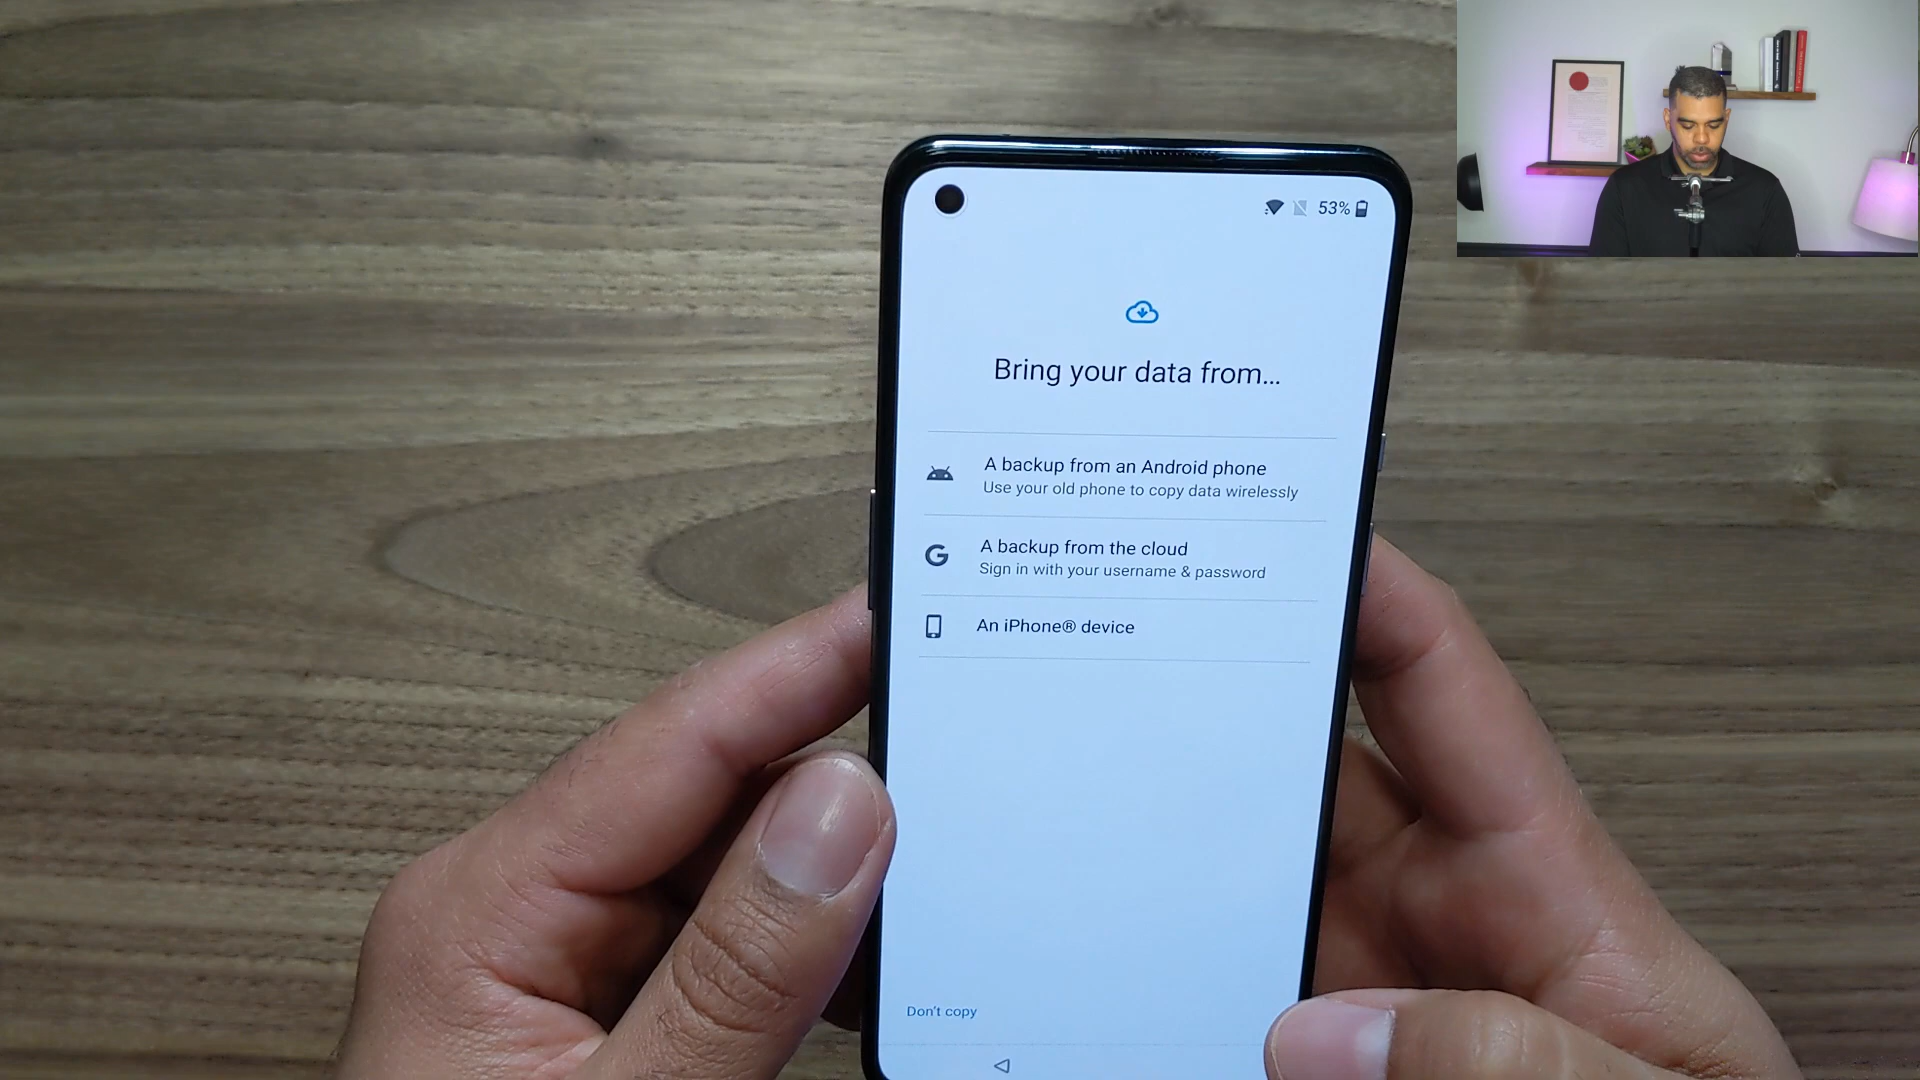 53%
Bring your data from...
A backup from an Android phone
Use your old phone to copy data wirelessly
A backup from the cloud
Sign in with your username & password
An iPhone® device
Don't copy